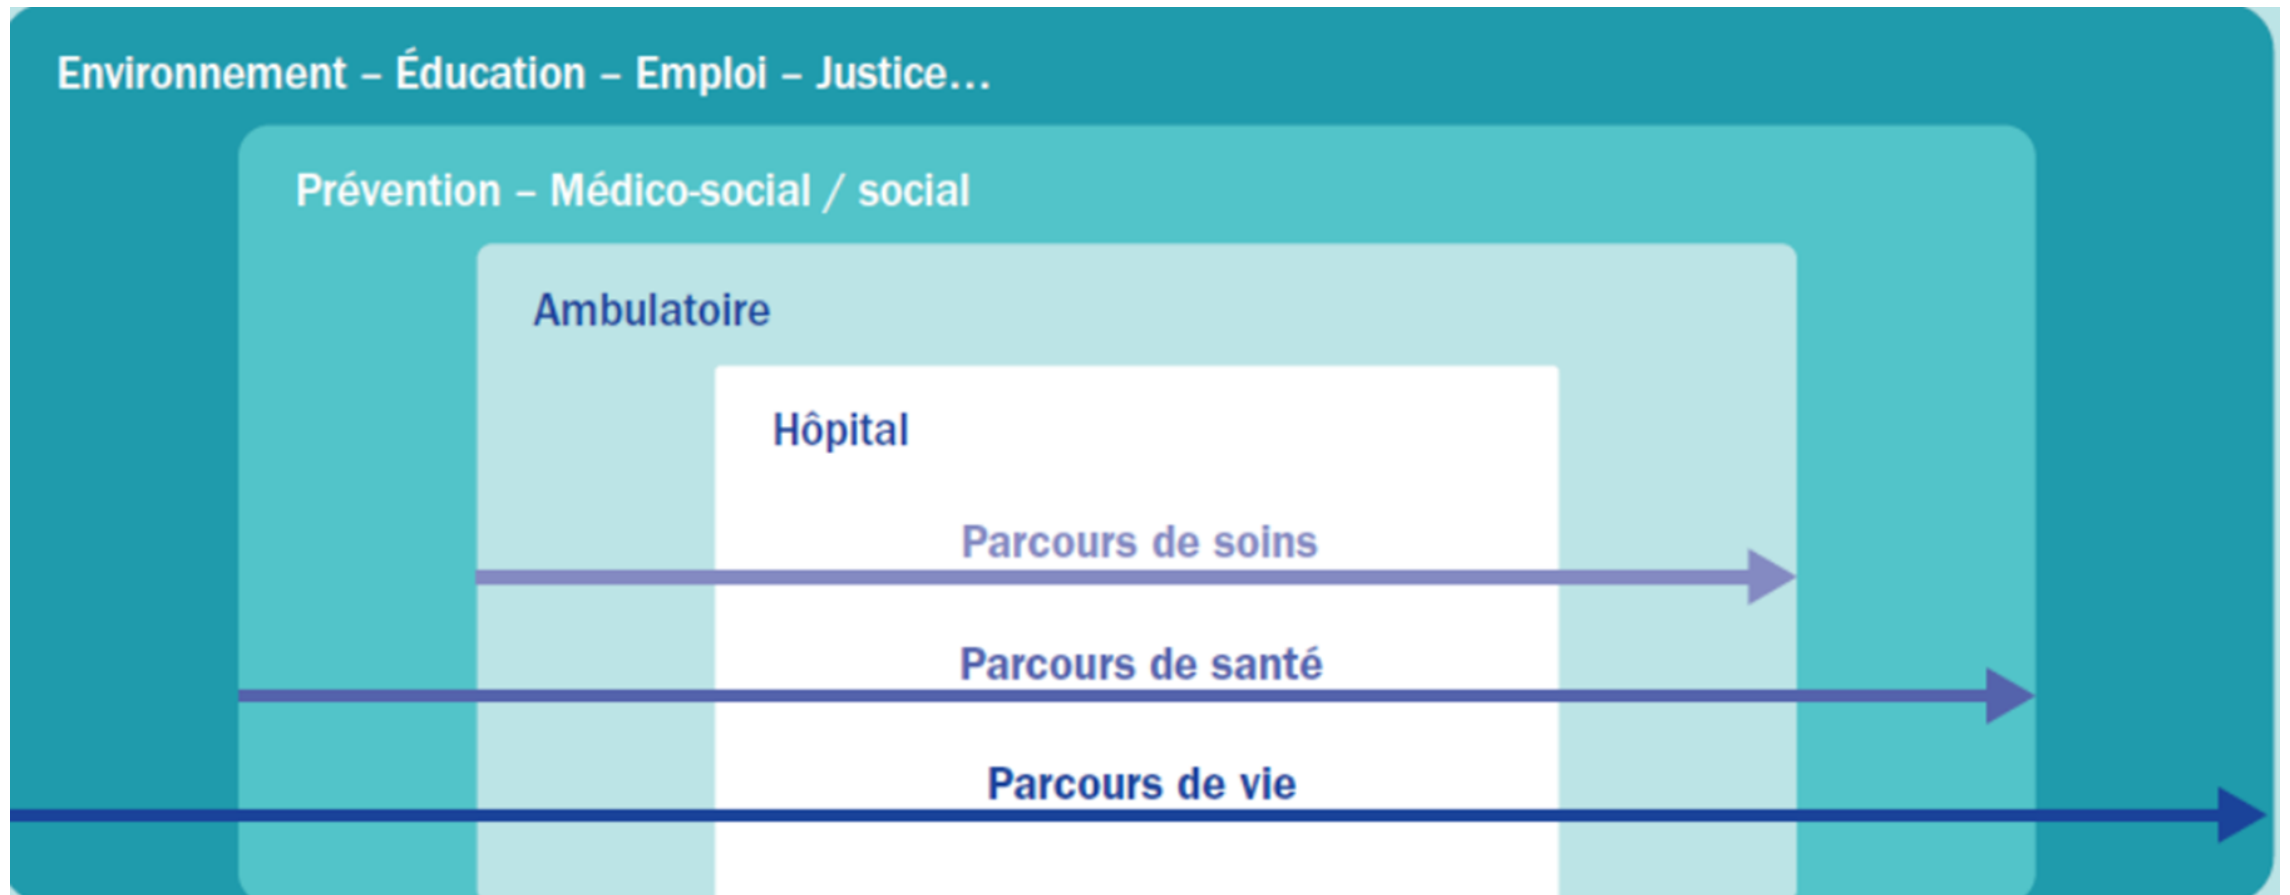 Environnement – Éducation – Emploi – Justice…
Prévention – Médico-social / social
Ambulatoire
Hôpital
Parcours de soins
Parcours de santé
Parcours de vie